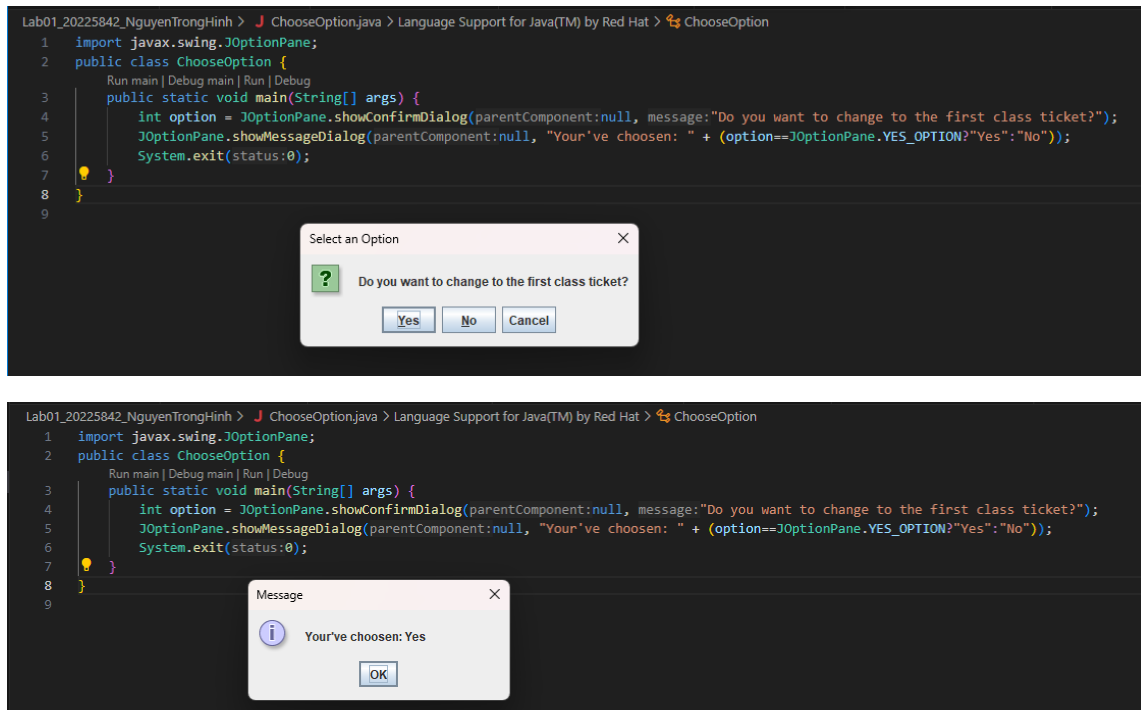 Lab01_20225842_NguyenTrongHinh > J ChooseOption.java > Language Support for Java(TM) by Red Hat > ChooseOption
1 import javax.swing.JOptionPane;
2 public class ChooseOption {
Run main | Debug main | Run | Debug
3 public static void main(String[] args) {
4 int option = JOptionPane.showConfirmDialog(parentComponent:null, message:"Do you want to change to the first class ticket?");
5 JOptionPane.showMessageDialog(parentComponent:null, "Your've choosen: " + (option==JOptionPane.YES_OPTION?"Yes":"No"));
6 System.exit(status:0);
7 }
8 }
9
Select an Option
? Do you want to change to the first class ticket?
Yes No Cancel
Lab01_20225842_NguyenTrongHinh > J ChooseOption.java > Language Support for Java(TM) by Red Hat > ChooseOption
1 import javax.swing.JOptionPane;
2 public class ChooseOption {
Run main | Debug main | Run | Debug
3 public static void main(String[] args) {
4 int option = JOptionPane.showConfirmDialog(parentComponent:null, message:"Do you want to change to the first class ticket?");
5 JOptionPane.showMessageDialog(parentComponent:null, "Your've choosen: " + (option==JOptionPane.YES_OPTION?"Yes":"No"));
6 System.exit(status:0);
7 }
8 }
9
Message
i Your've choosen: Yes
OK